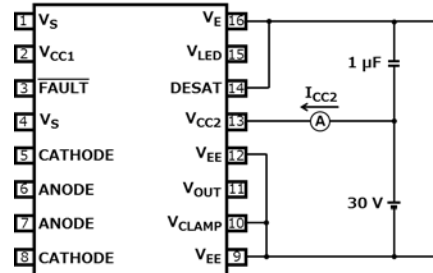 1 VS VE 16
2 VCC1 VLED 15
3 FAULT DESAT 14
4 VS VCC2 13
5 CATHODE VEE 12
6 ANODE VOUT 11
7 ANODE VCLAMP 10
8 CATHODE VEE 9
1 µF
ICC2
A
30 V